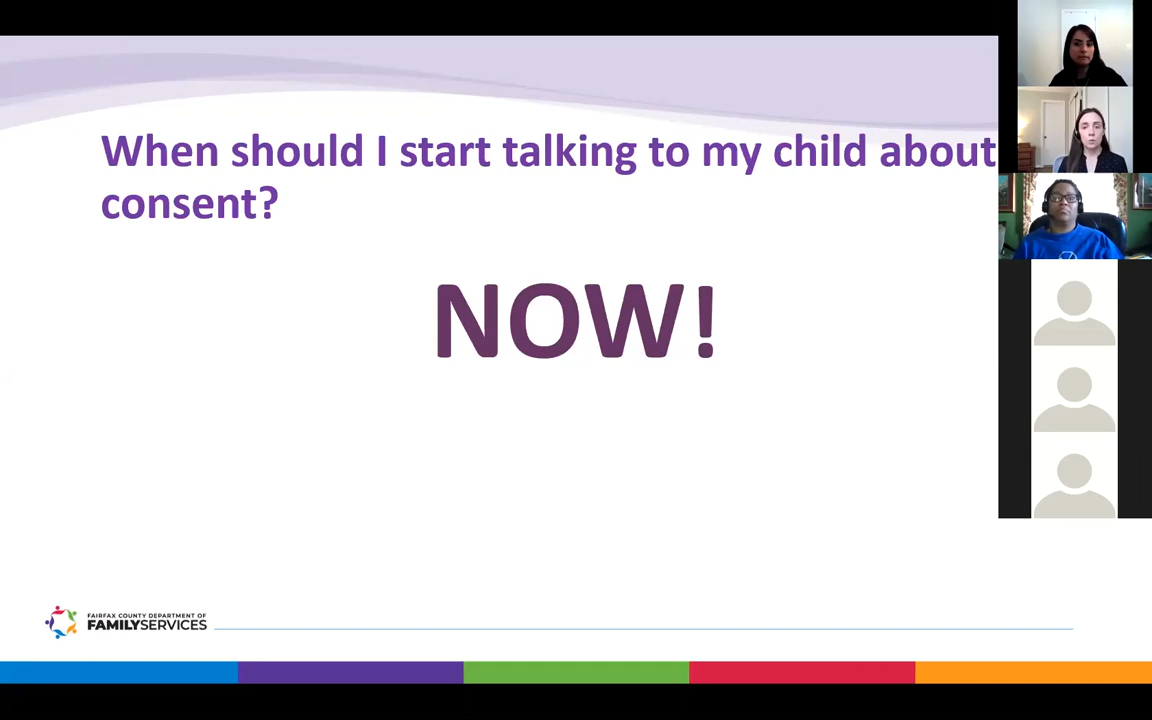 When should I start talking to my child about
consent?
NOW!
FAIRFAX COUNTY DEPARTMENT OF
FAMILYSERVICES